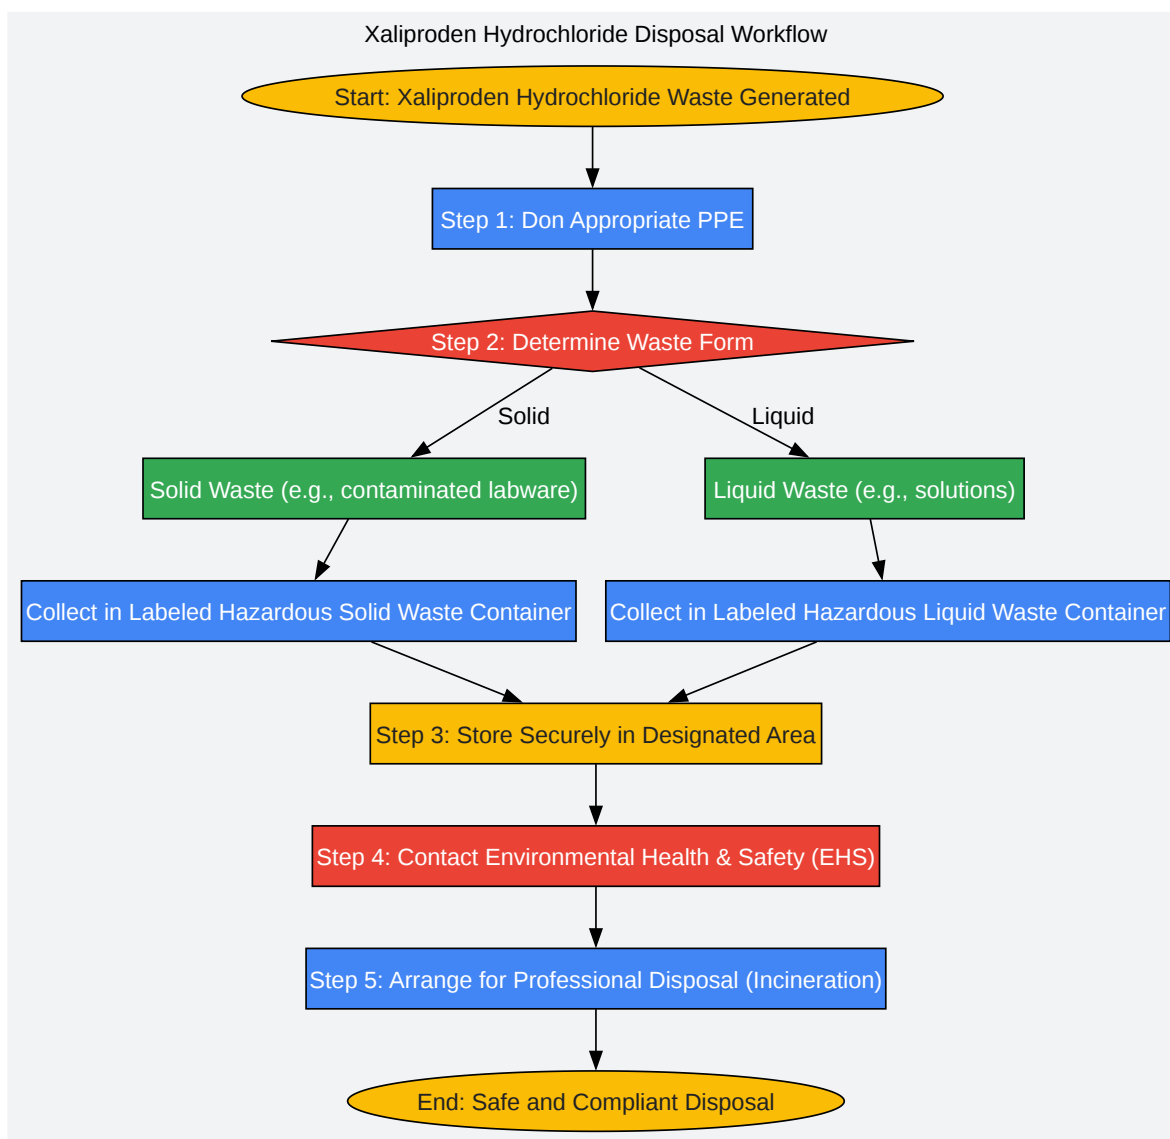 Xaliproden Hydrochloride Disposal Workflow
Start: Xaliproden Hydrochloride Waste Generated
Step 1: Don Appropriate PPE
Step 2: Determine Waste Form
Solid
Liquid
Solid Waste (e.g., contaminated labware)
Liquid Waste (e.g., solutions)
Collect in Labeled Hazardous Solid Waste Container
Collect in Labeled Hazardous Liquid Waste Container
Step 3: Store Securely in Designated Area
Step 4: Contact Environmental Health & Safety (EHS)
Step 5: Arrange for Professional Disposal (Incineration)
End: Safe and Compliant Disposal